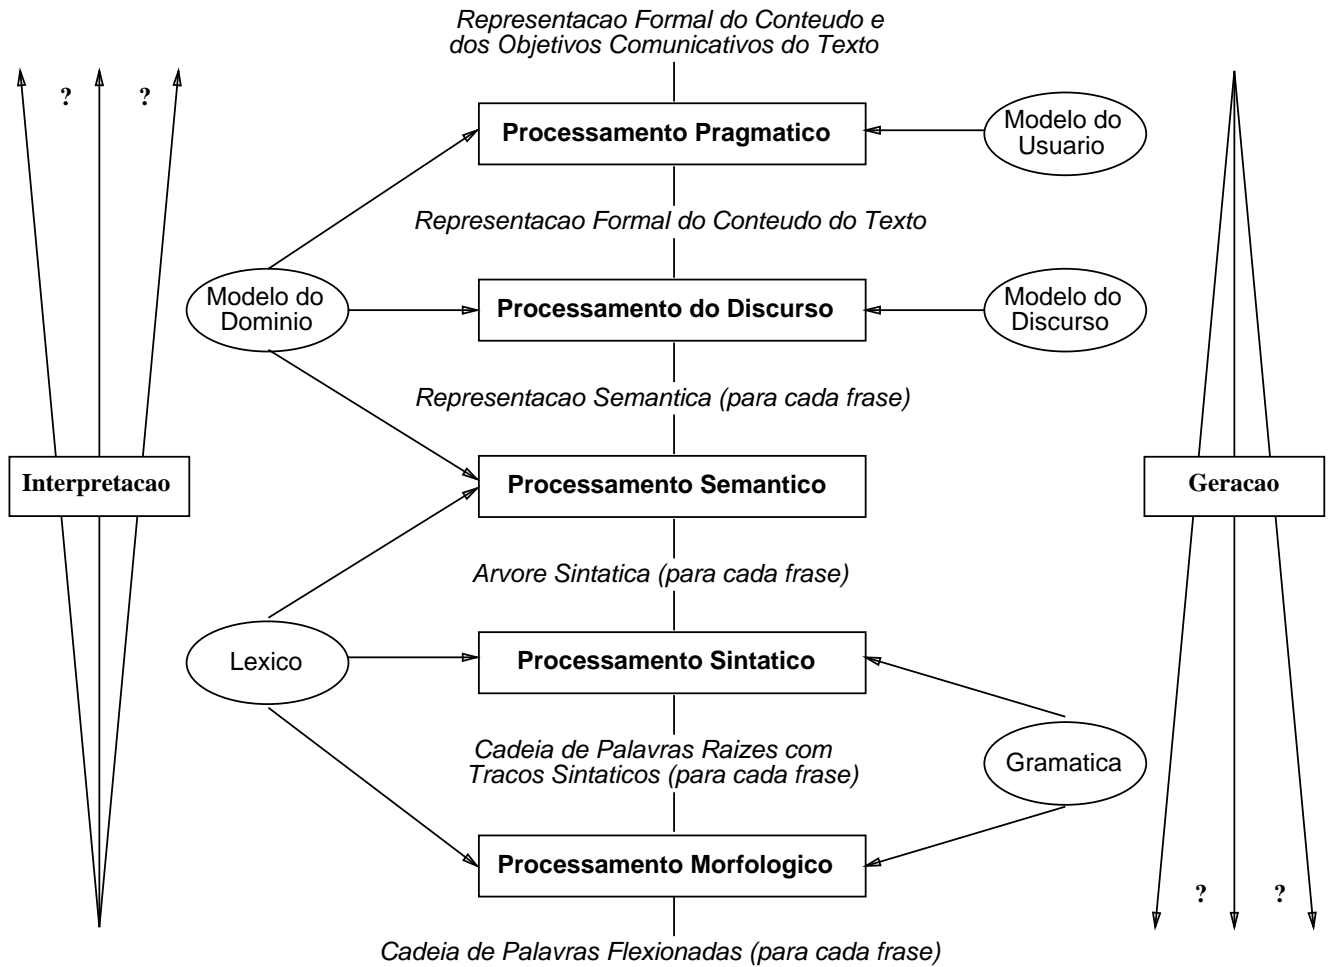 Representacao Formal do Conteudo e
dos Objetivos Comunicativos do Texto
?
?
Processamento Pragmatico
Modelo do
Usuario
Representacao Formal do Conteudo do Texto
Modelo do
Dominio
Processamento do Discurso
Modelo do
Discurso
Representacao Semantica (para cada frase)
Interpretacao
Processamento Semantico
Geracao
Arvore Sintatica (para cada frase)
Lexico
Processamento Sintatico
Cadeia de Palavras Raizes com
Tracos Sintaticos (para cada frase)
Gramatica
Processamento Morfologico
?
?
Cadeia de Palavras Flexionadas (para cada frase)